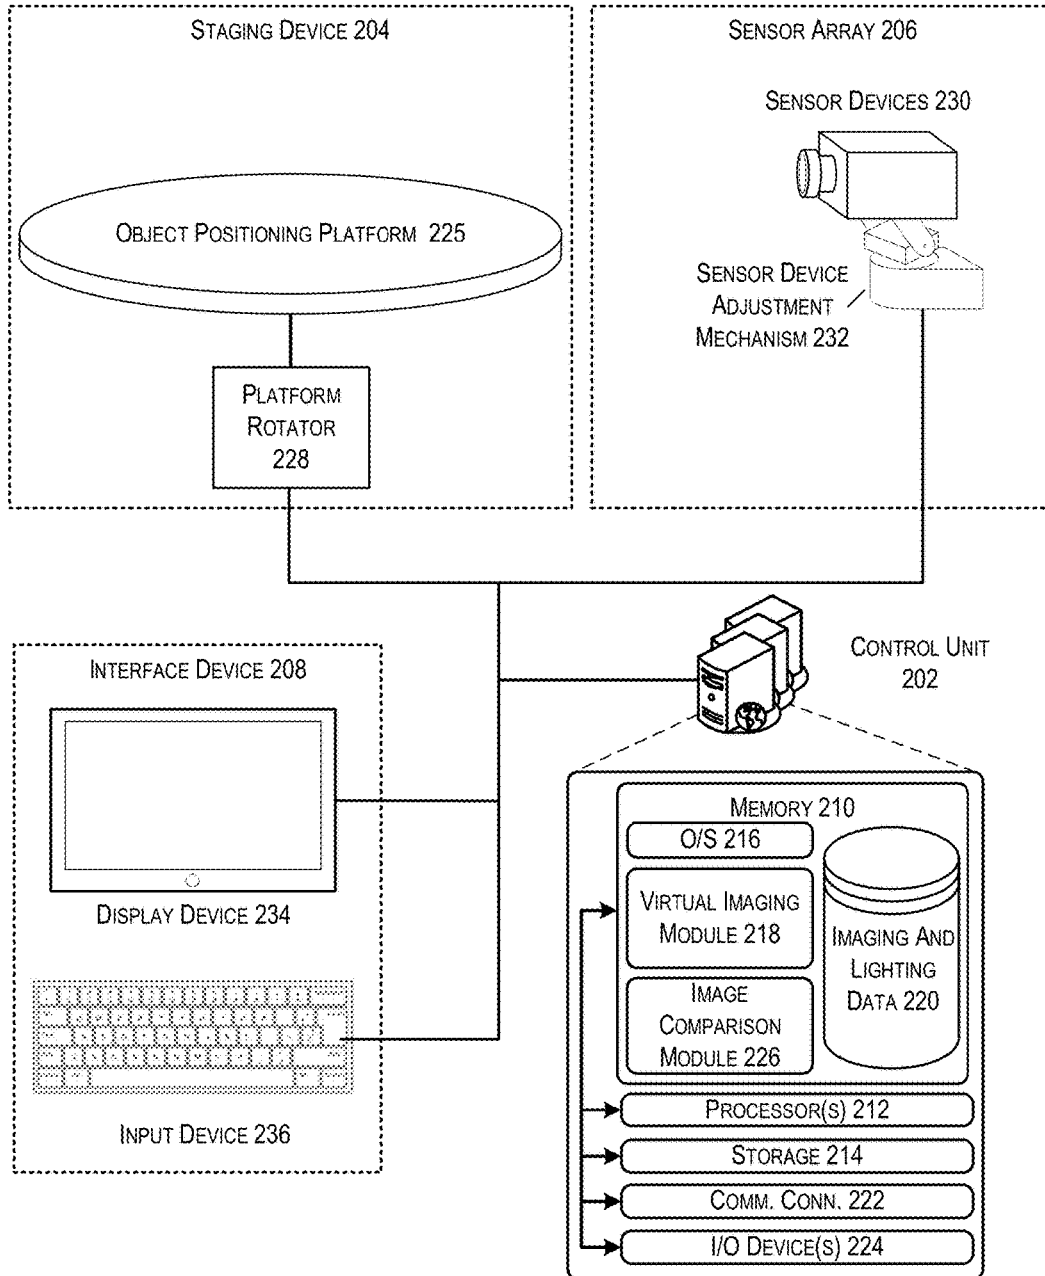 STAGING DEVICE 204
SENSOR ARRAY 206
SENSOR DEVICES 230
OBJECT POSITIONING PLATFORM 225
SENSOR DEVICE
ADJUSTMENT
MECHANISM 232
PLATFORM
ROTATOR
228
CONTROL UNIT
202
INTERFACE DEVICE 208
DISPLAY DEVICE 234
INPUT DEVICE 236
MEMORY 210
O/S 216
VIRTUAL IMAGING
MODULE 218
IMAGE
COMPARISON
MODULE 226
IMAGING AND
LIGHTING
DATA 220
PROCESSOR(S) 212
STORAGE 214
COMM. CONN. 222
I/O DEVICE(S) 224